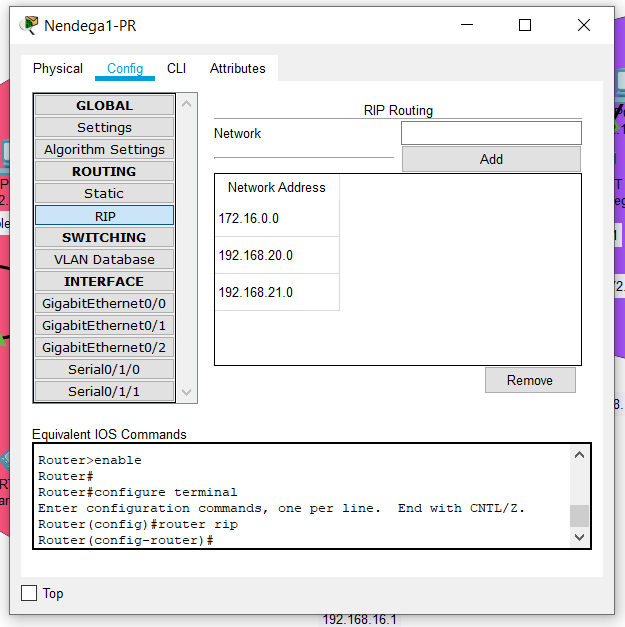 Nendega1-PR
Physical Config CLI Attributes
GLOBAL
Settings
Algorithm Settings
ROUTING
Static
RIP
SWITCHING
VLAN Database
INTERFACE
GigabitEthernet0/0
GigabitEthernet0/1
GigabitEthernet0/2
Serial0/1/0
Serial0/1/1
RIP Routing
Network
Add
Network Address
172.16.0.0
192.168.20.0
192.168.21.0
Remove
Equivalent IOS Commands
Router>enable
Router#
Router#configure terminal
Enter configuration commands, one per line.  End with CNTL/Z.
Router(config)#router rip
Router(config-router)#
Top
192.168.16.1